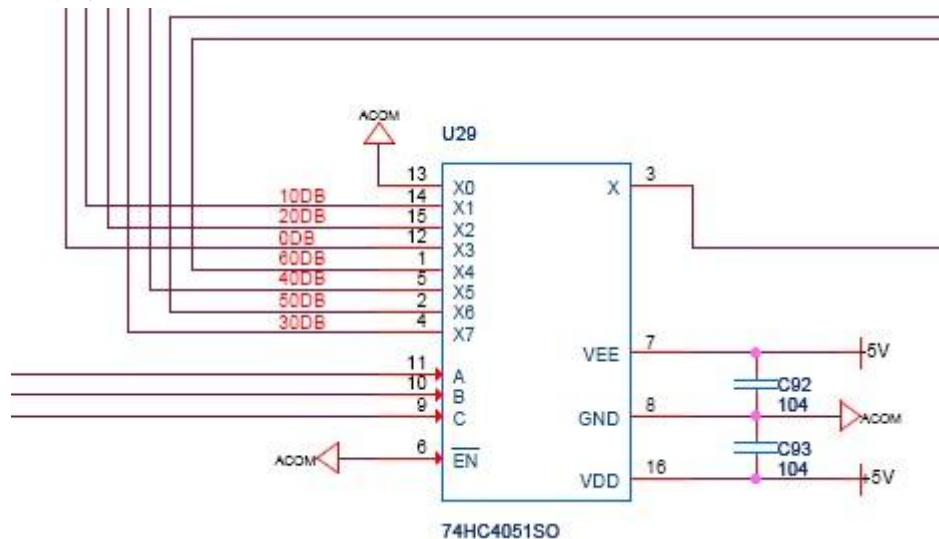 ACOM
U29
13 X0
10DB 14 X1
20DB 15 X2
0DB 12 X3
60DB 1 X4
40DB 5 X5
50DB 2 X6
30DB 4 X7
X 3
11 A
10 B
9 C
ACOM 6 EN
VEE 7 -5V
C92
104
GND 8 ACOM
C93
104
VDD 16 +5V
74HC4051SO